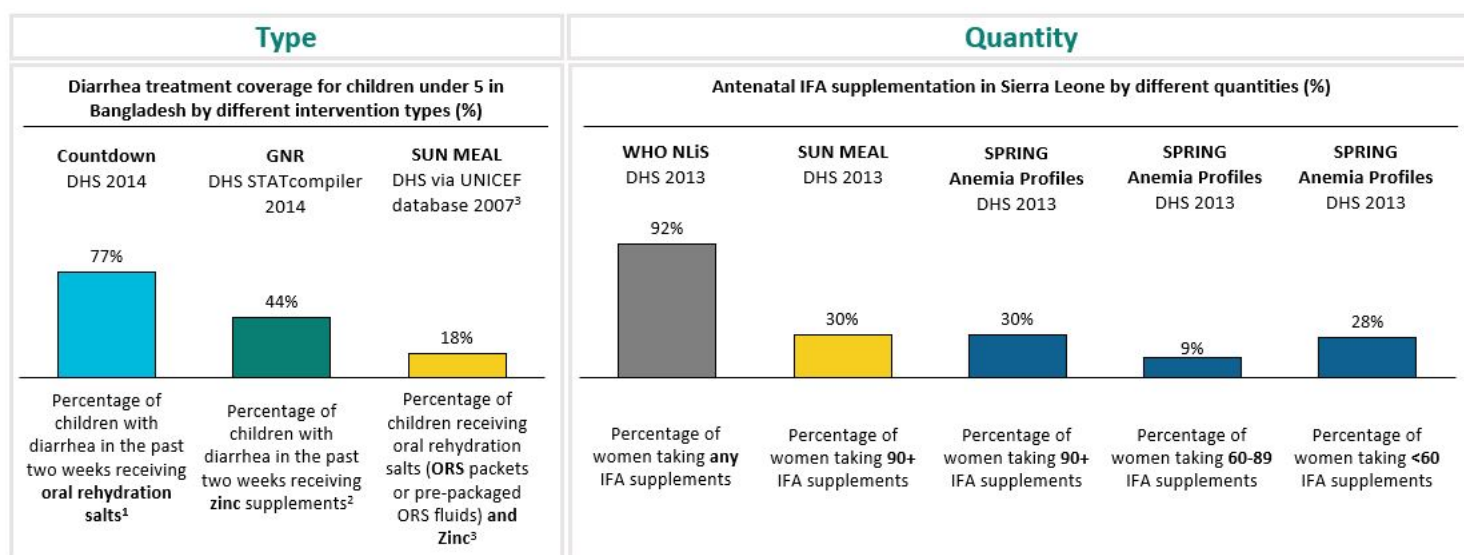 Type
Diarrhea treatment coverage for children under 5 in
Bangladesh by different intervention types (%)
Countdown
DHS 2014
77%
Percentage of
children with
diarrhea in the past
two weeks receiving
oral rehydration
salts¹
GNR
DHS STATcompiler
2014
44%
Percentage of
children with
diarrhea in the past
two weeks receiving
zinc supplements²
SUN MEAL
DHS via UNICEF
database 2007³
18%
Percentage of
children receiving
oral rehydration
salts (ORS packets
or pre-packaged
ORS fluids) and
Zinc³
Quantity
Antenatal IFA supplementation in Sierra Leone by different quantities (%)
WHO NLiS
DHS 2013
92%
Percentage of
women taking any
IFA supplements
SUN MEAL
DHS 2013
30%
Percentage of
women taking 90+
IFA supplements
SPRING
Anemia Profiles
DHS 2013
30%
Percentage of
women taking 90+
IFA supplements
SPRING
Anemia Profiles
DHS 2013
9%
Percentage of
women taking 60-89
IFA supplements
SPRING
Anemia Profiles
DHS 2013
28%
Percentage of
women taking <60
IFA supplements